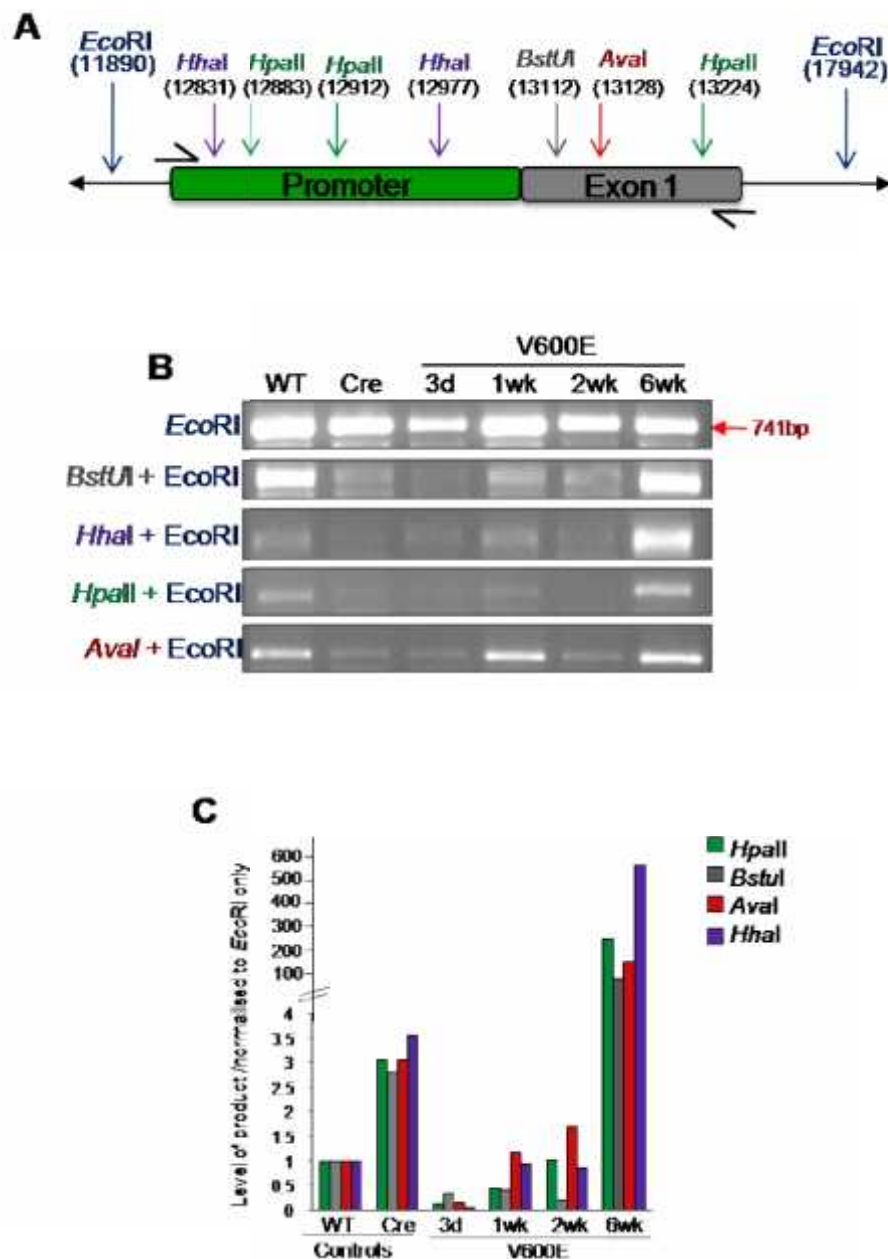 A
EcoRI HhaI HpaII HpaII HhaI BstUI AvaI HpaII EcoRI
(11890) (12831) (12883) (12912) (12977) (13112) (13128) (13224) (17942)
Promoter Exon 1
B
V600E
WT Cre 3d 1wk 2wk 6wk
EcoRI 741bp
BstUI + EcoRI
HhaI + EcoRI
HpaII + EcoRI
AvaI + EcoRI
C
Level of product /normalised to EcoRI only
600
500
400
300
200
100
4
3.5
3
2.5
2
1.5
1
0.5
0
HpaII
BstuI
AvaI
HhaI
WT Cre 3d 1wk 2wk 6wk
Controls V600E